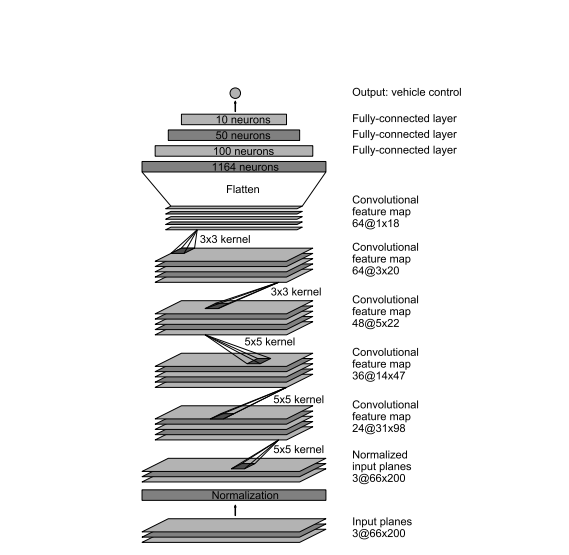 Output: vehicle control
10 neurons
Fully-connected layer
50 neurons
Fully-connected layer
100 neurons
Fully-connected layer
1164 neurons
Flatten
Convolutional
feature map
64@1x18
3x3 kernel
Convolutional
feature map
64@3x20
3x3 kernel
Convolutional
feature map
48@5x22
5x5 kernel
Convolutional
feature map
36@14x47
5x5 kernel
Convolutional
feature map
24@31x98
5x5 kernel
Normalized
input planes
3@66x200
Normalization
Input planes
3@66x200